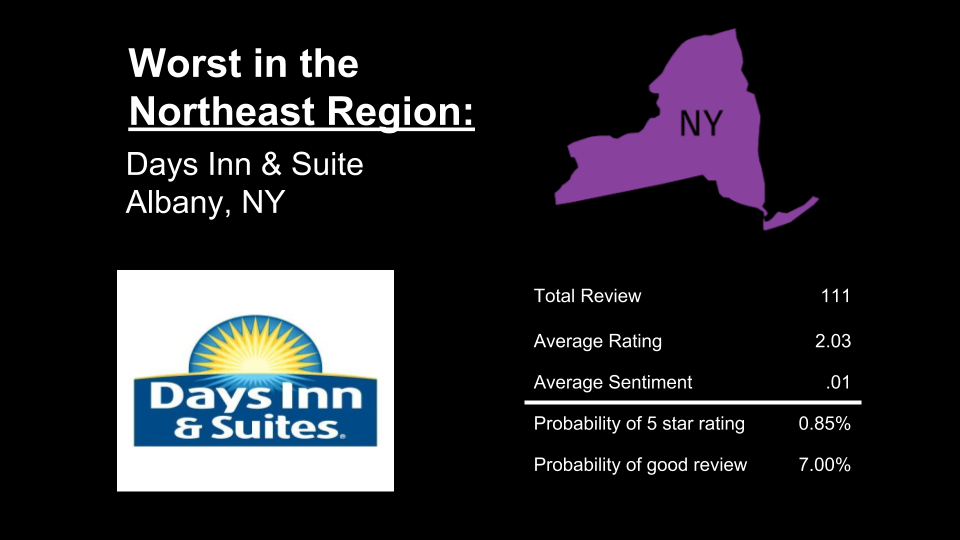 Worst in the
Northeast Region:
Days Inn & Suite
Albany, NY
NY
Days Inn
& Suites.
Total Review 111
Average Rating 2.03
Average Sentiment .01
Probability of 5 star rating 0.85%
Probability of good review 7.00%